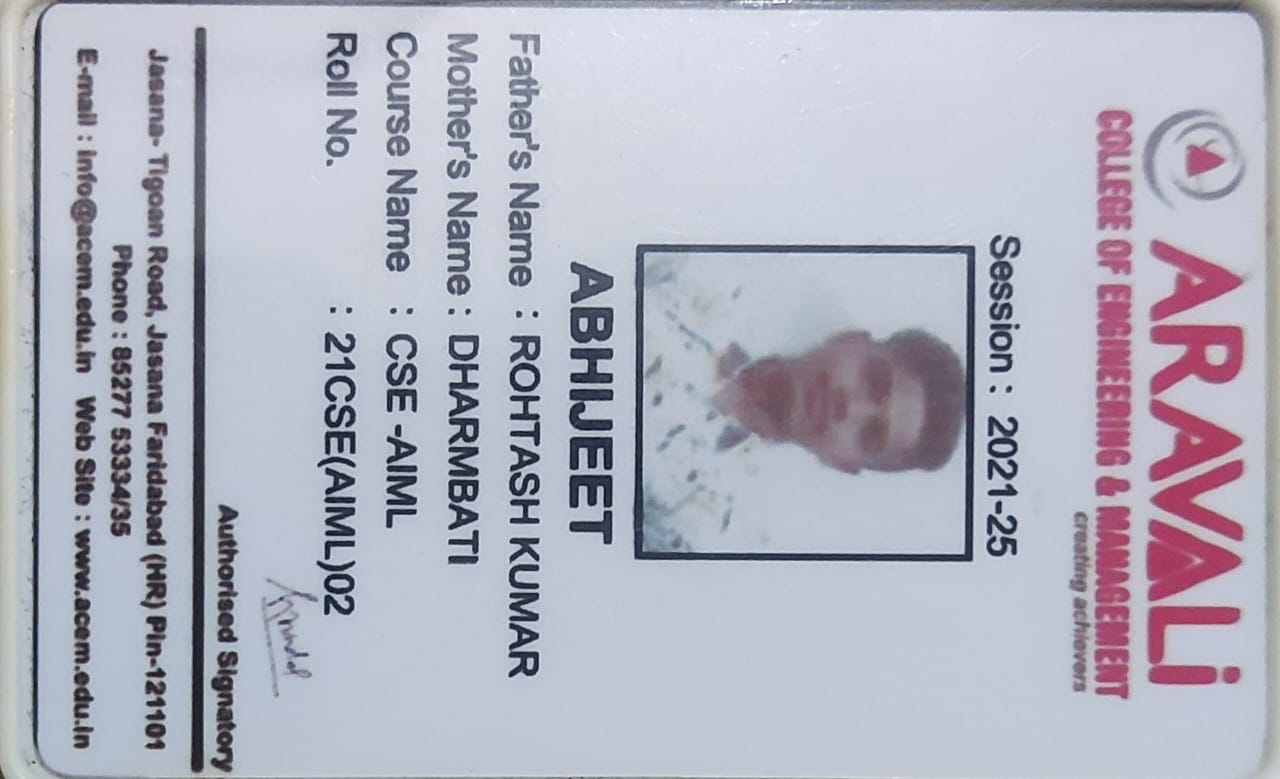 ARAVALI
COLLEGE OF ENGINEERING & MANAGEMENT
creating achievers
Session : 2021-25
ABHIJEET
Father's Name : ROHTASH KUMAR
Mother's Name : DHARMBATI
Course Name : CSE -AIML
Roll No. : 21CSE(AIML)02
Authorised Signatory
Jasana- Tigoan Road, Jasana Faridabad (HR) Pin-121101
Phone : 85277 53334/35
E-mail : info@acem.edu.in Web Site : www.acem.edu.in